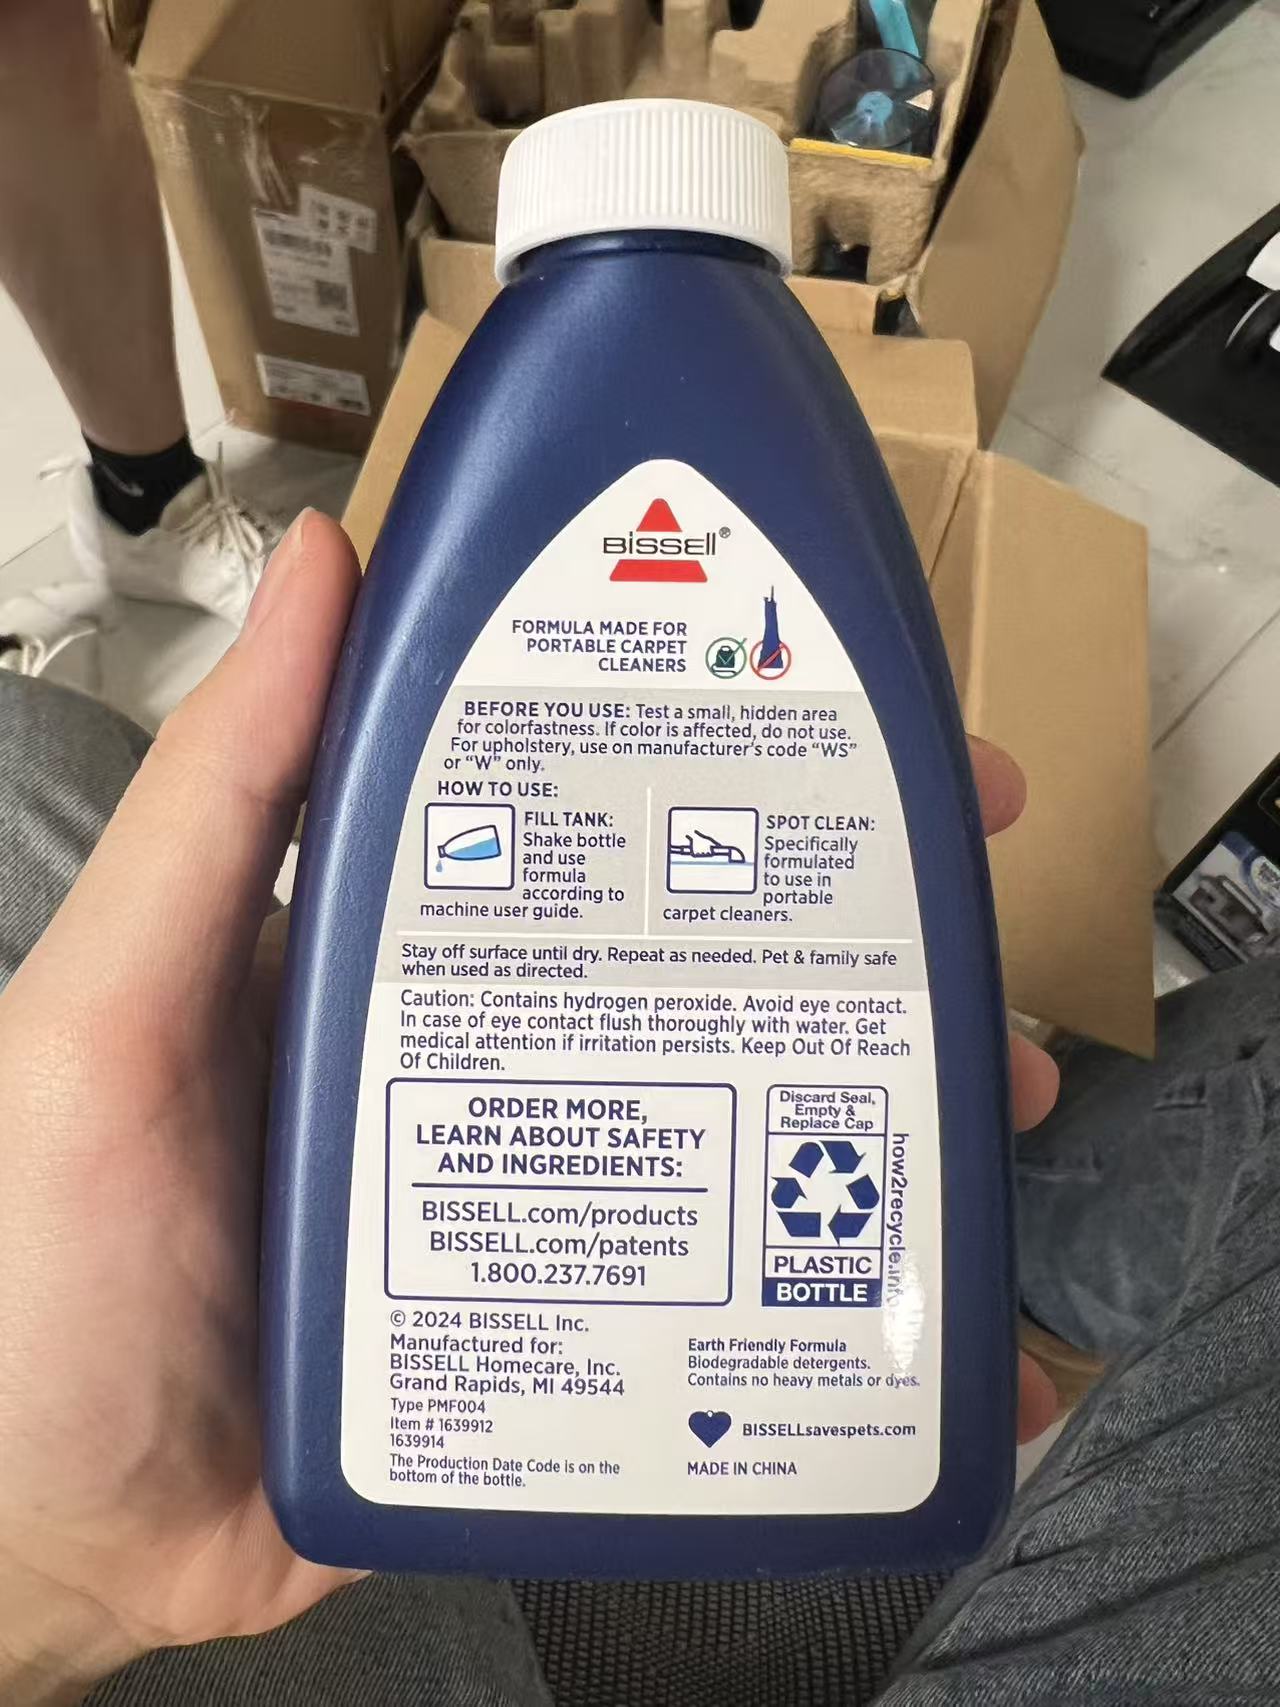 BISSELL®
FORMULA MADE FOR
PORTABLE CARPET
CLEANERS
BEFORE YOU USE: Test a small, hidden area
for colorfastness. If color is affected, do not use.
For upholstery, use on manufacturer's code “WS”
or “W” only.
HOW TO USE:
FILL TANK:
Shake bottle
and use
formula
according to
machine user guide.
SPOT CLEAN:
Specifically
formulated
to use in
portable
carpet cleaners.
Stay off surface until dry. Repeat as needed. Pet & family safe
when used as directed.
Caution: Contains hydrogen peroxide. Avoid eye contact.
In case of eye contact flush thoroughly with water. Get
medical attention if irritation persists. Keep Out Of Reach
Of Children.
ORDER MORE,
LEARN ABOUT SAFETY
AND INGREDIENTS:
BISSELL.com/products
BISSELL.com/patents
1.800.237.7691
Discard Seal,
Empty &
Replace Cap
PLASTIC
BOTTLE
how2recycle.info
© 2024 BISSELL Inc.
Manufactured for:
BISSELL Homecare, Inc.
Grand Rapids, MI 49544
Type PMF004
Item # 1639912
1639914
The Production Date Code is on the
bottom of the bottle.
Earth Friendly Formula
Biodegradable detergents.
Contains no heavy metals or dyes.
BISSELLsavespets.com
MADE IN CHINA